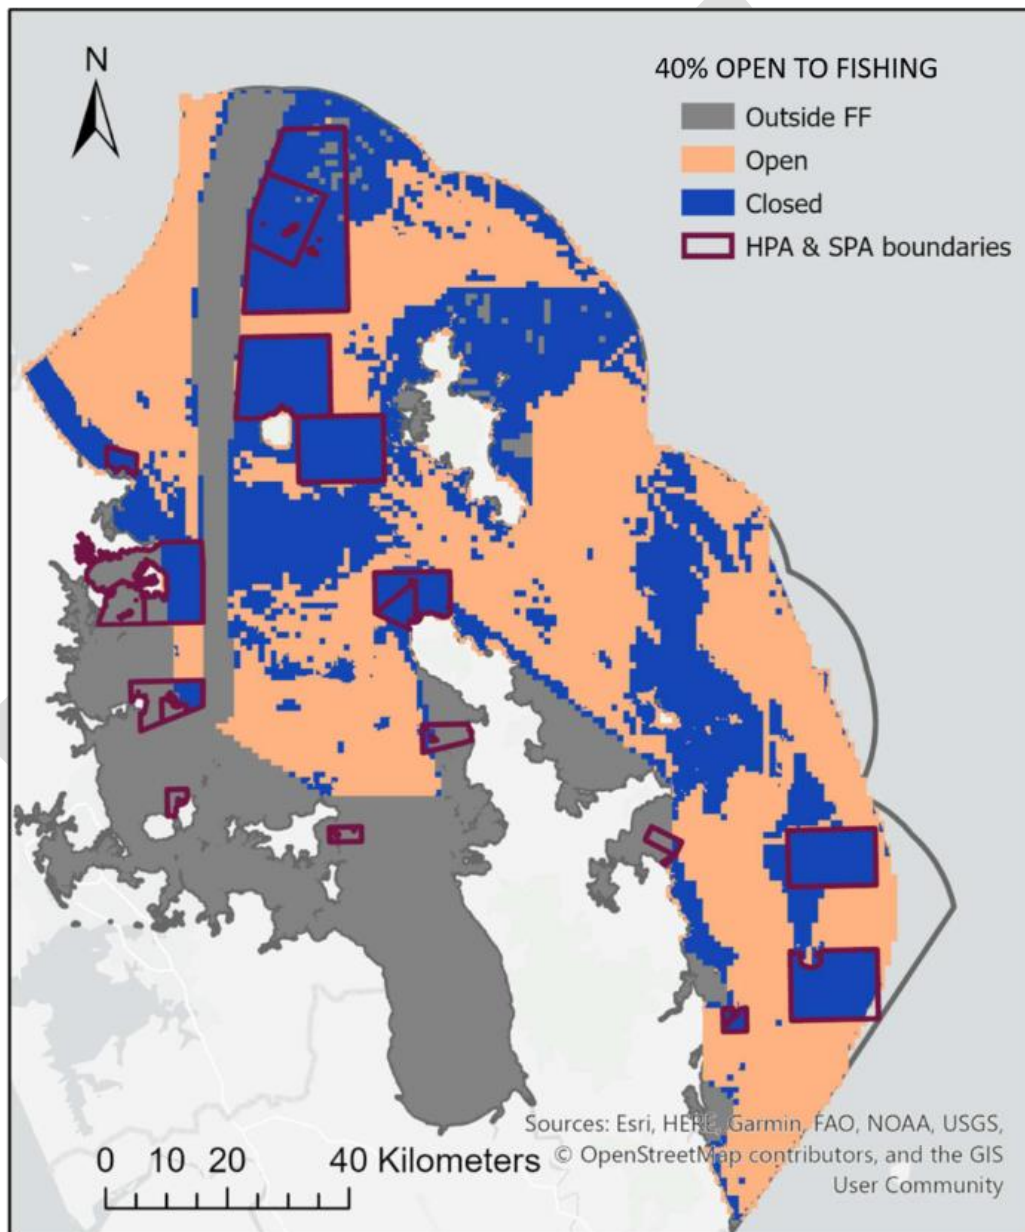 N
40% OPEN TO FISHING
Outside FF
Open
Closed
HPA & SPA boundaries
Sources: Esri, HERE, Garmin, FAO, NOAA, USGS,
© OpenStreetMap contributors, and the GIS
User Community
0 10 20 40 Kilometers